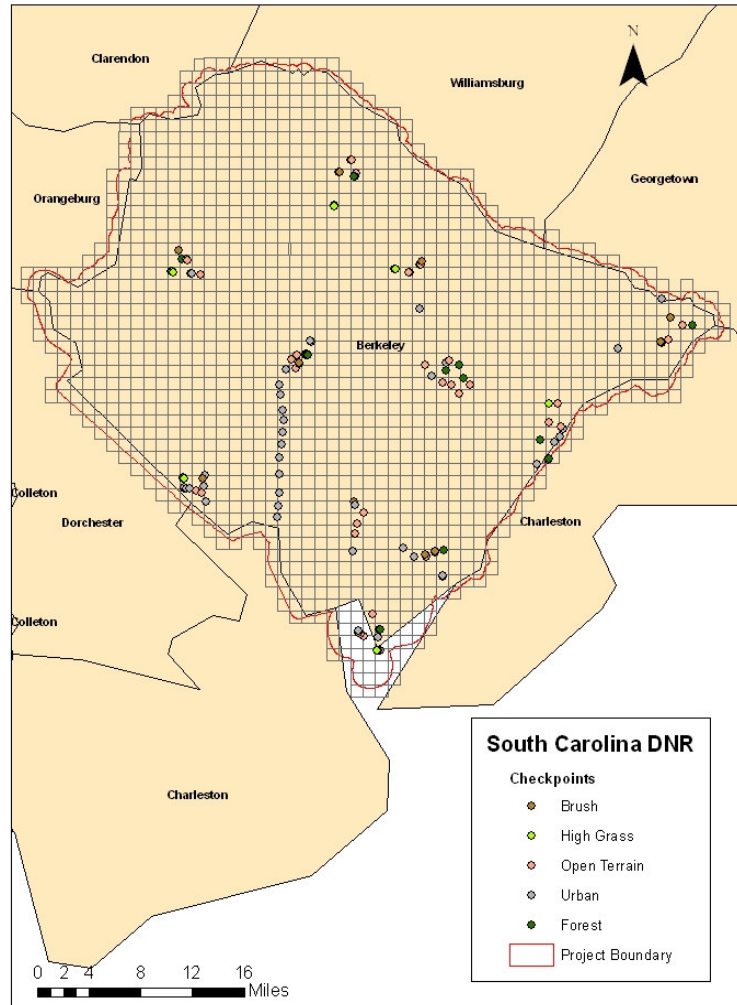 Clarendon
N
Williamsburg
Orangeburg
Georgetown
Berkeley
Colleton
Dorchester
Charleston
Colleton
Charleston
South Carolina DNR
Checkpoints
Brush
High Grass
Open Terrain
Urban
Forest
Project Boundary
0 2 4 8 12 16
Miles